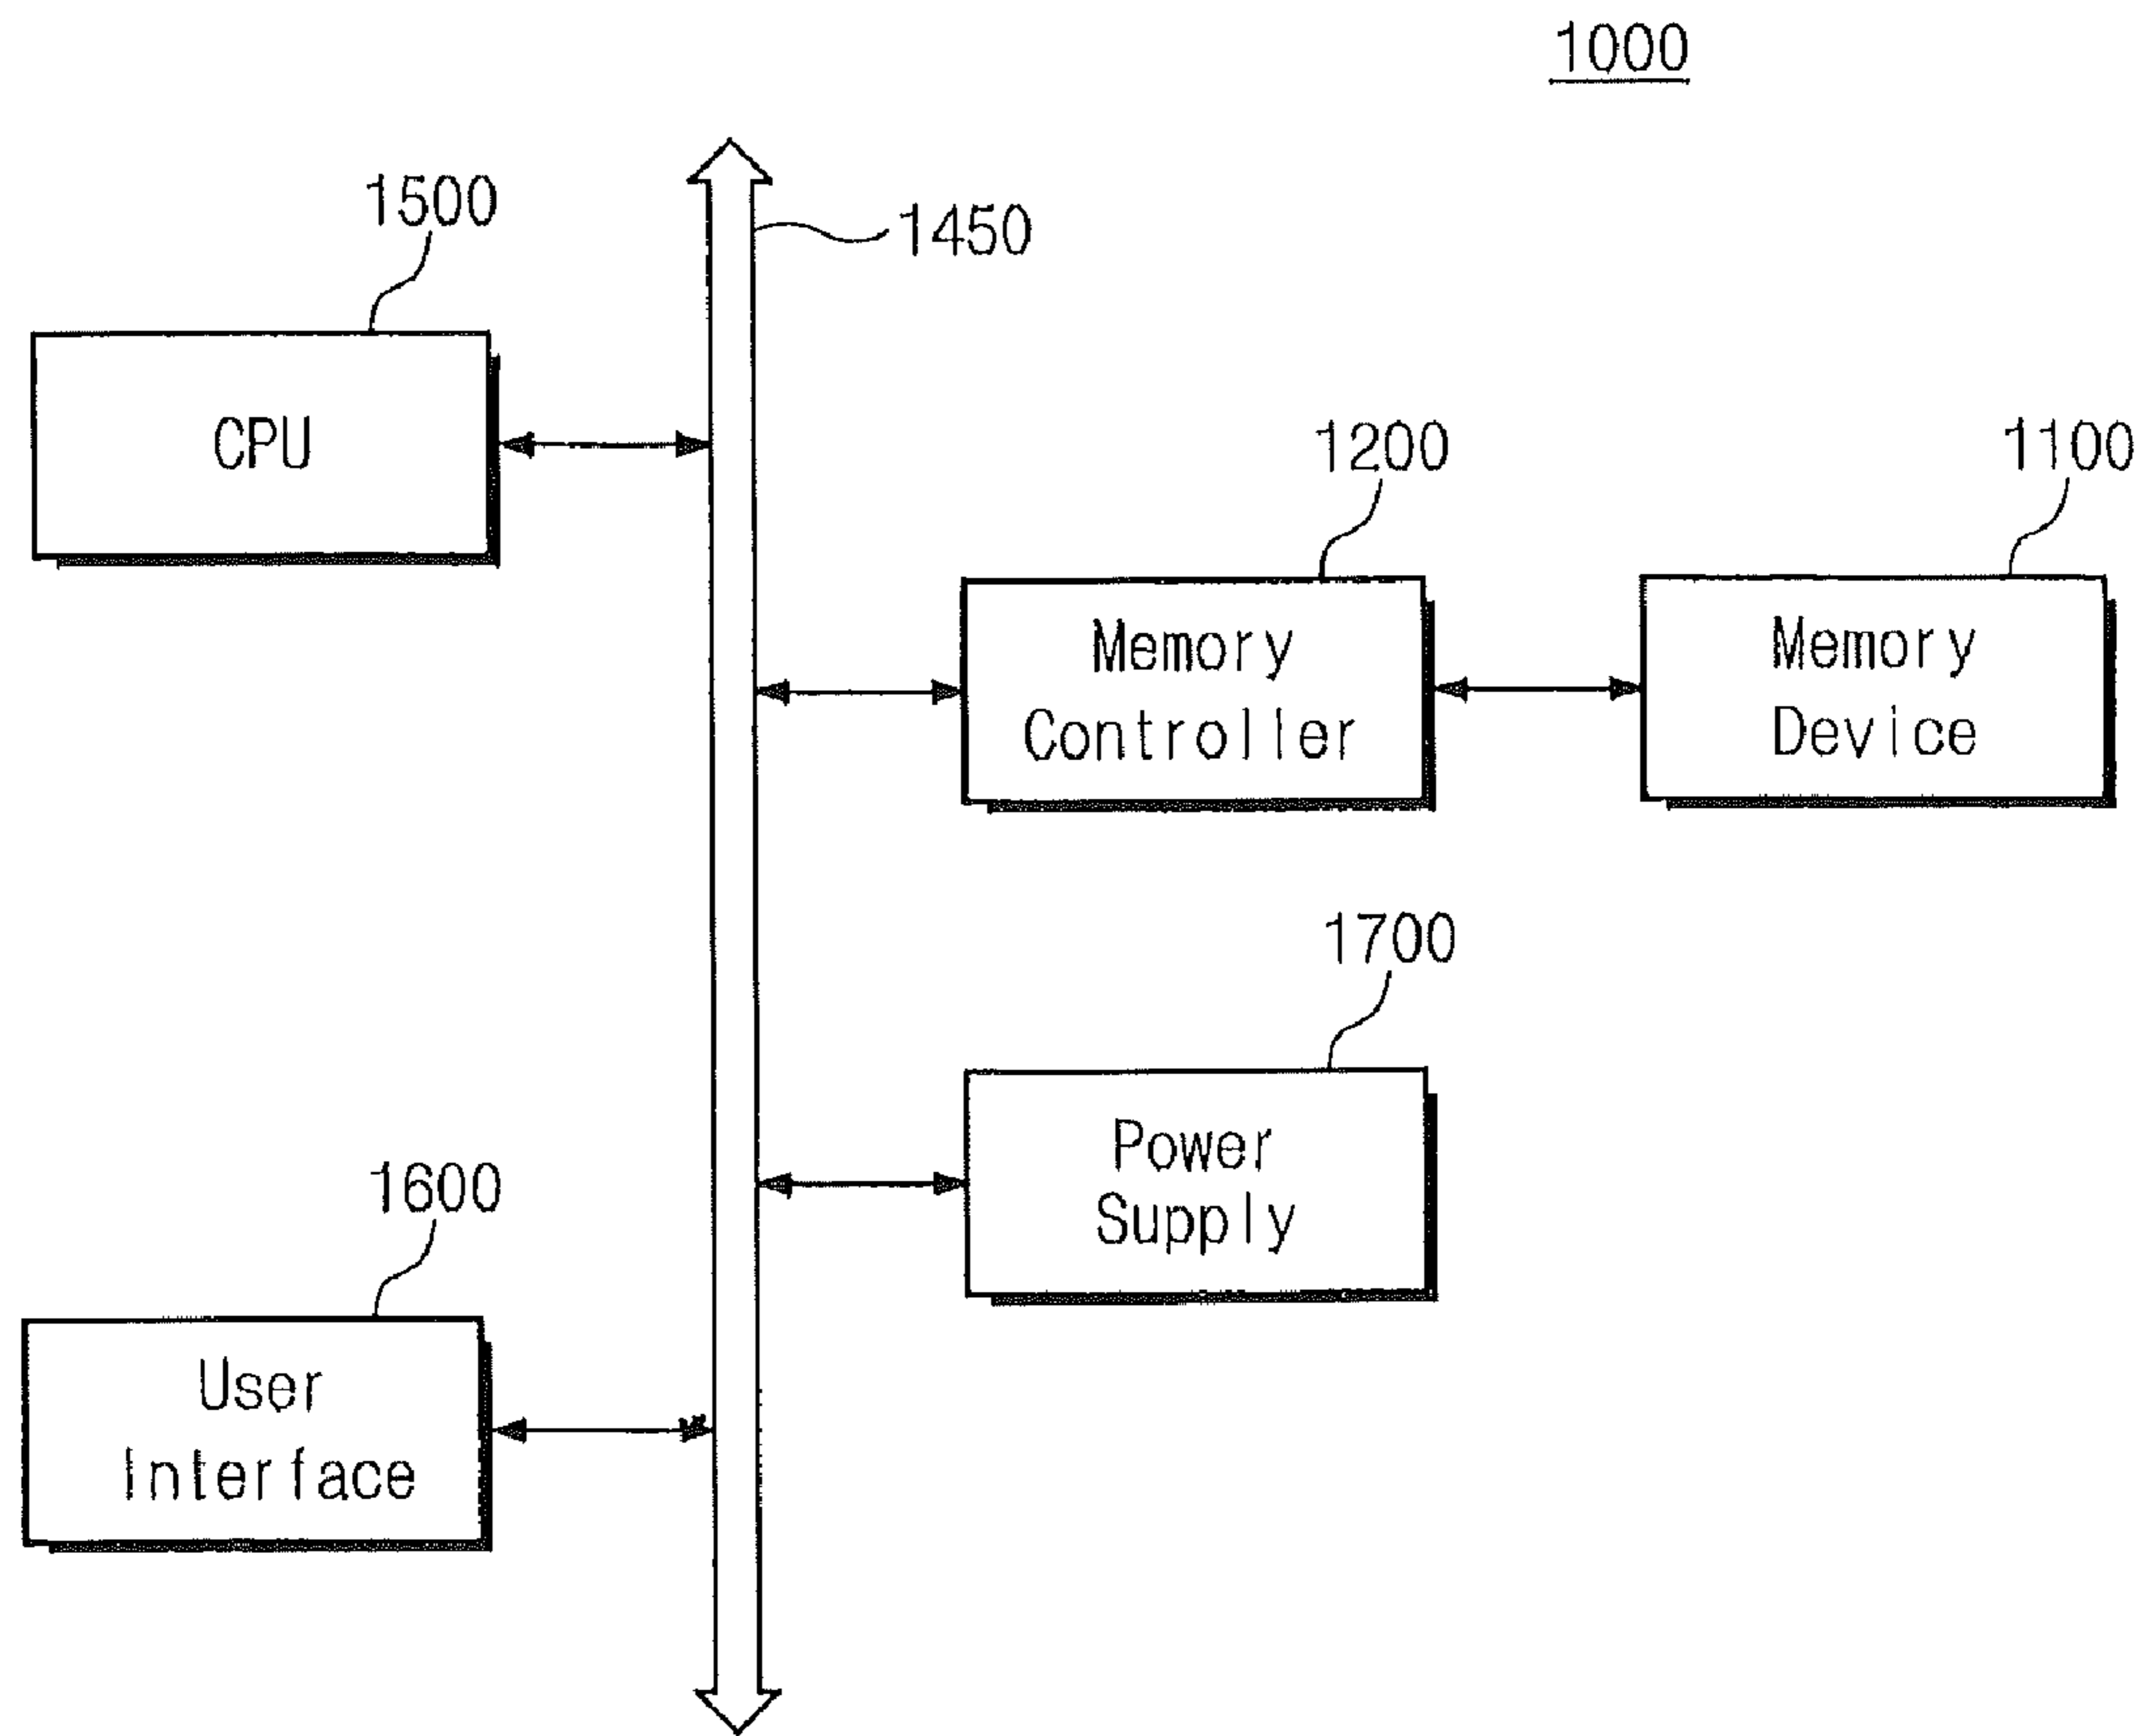 1000
1500
1450
CPU
1200
1100
Memory
Controller
Memory
Device
1700
Power
Supply
1600
User
Interface